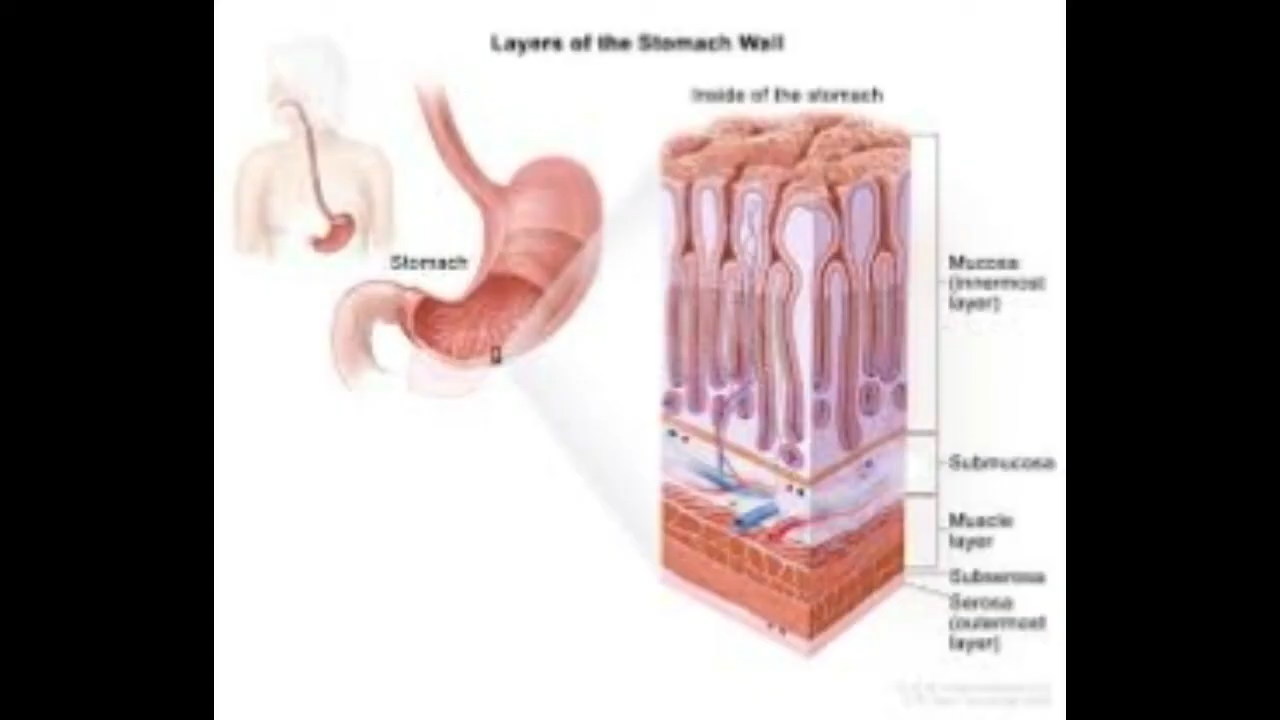 Layers of the Stomach Wall
Inside of the stomach
Stomach
Mucosa
(innermost
layer)
Submucosa
Muscle
layer
Subserosa
Serosa
(outermost
layer)